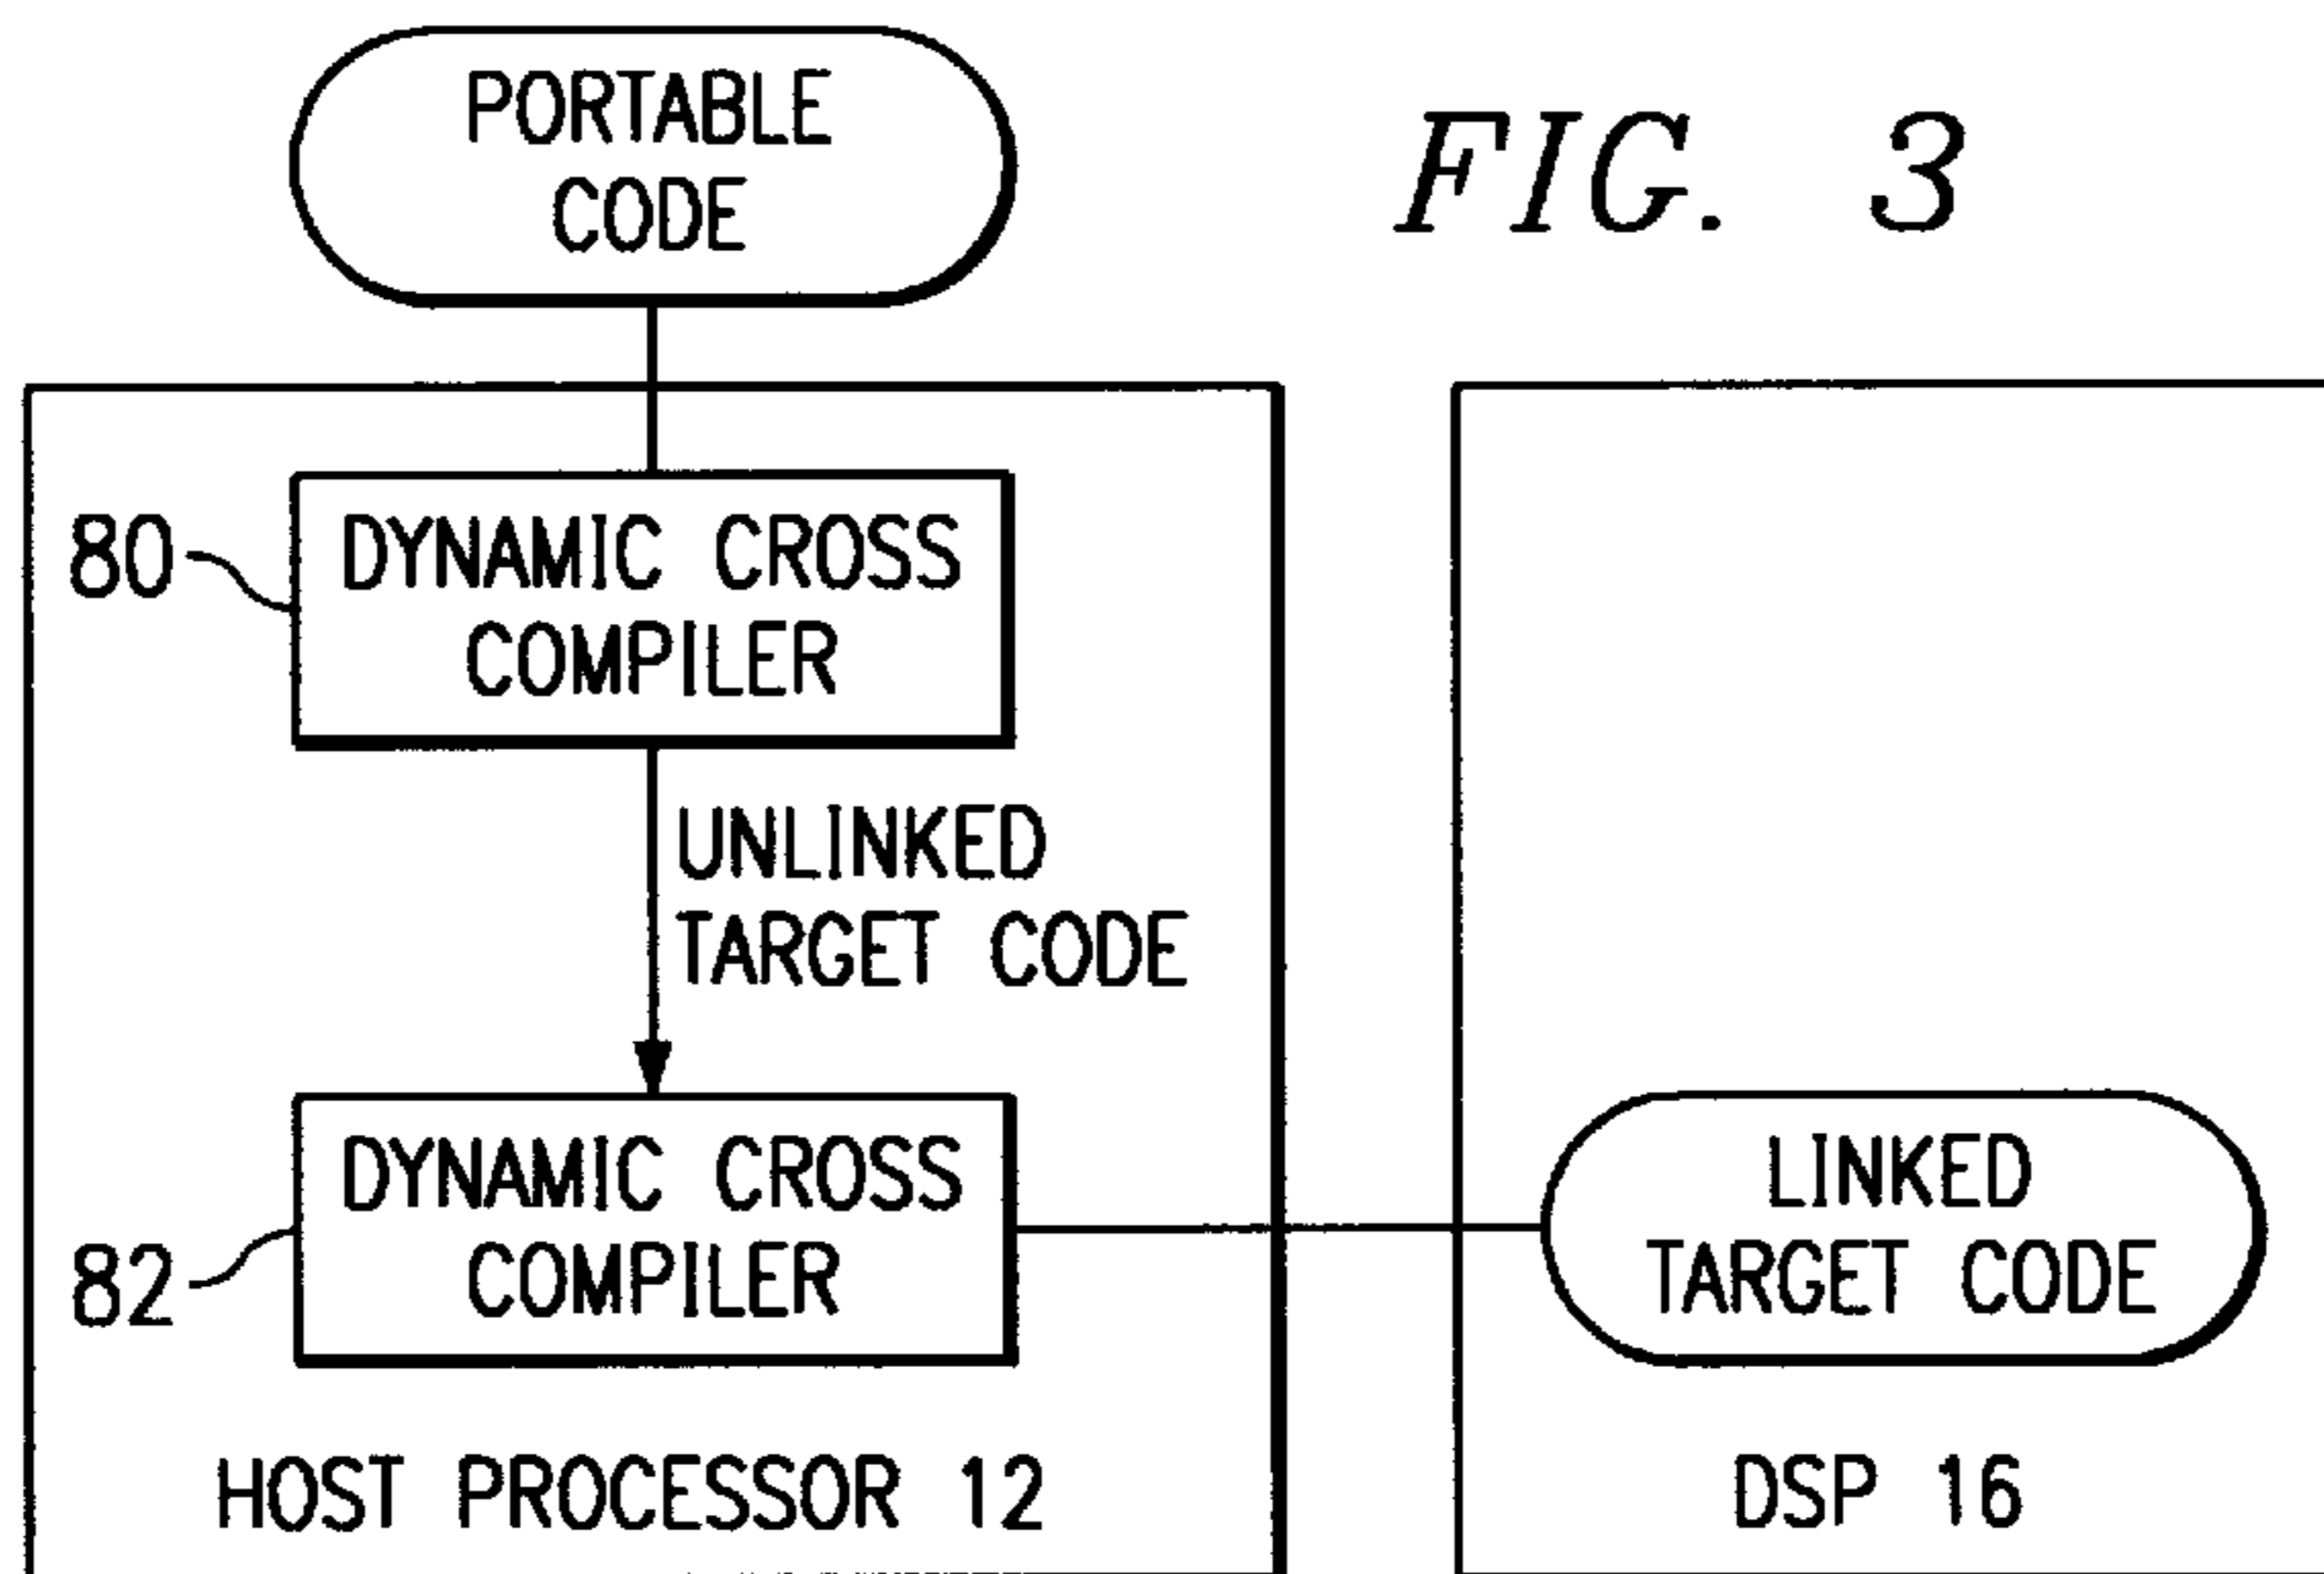 PORTABLE
CODE
FIG. 3
80
DYNAMIC CROSS
COMPILER
UNLINKED
TARGET CODE
82
DYNAMIC CROSS
COMPILER
LINKED
TARGET CODE
HOST PROCESSOR 12
DSP 16